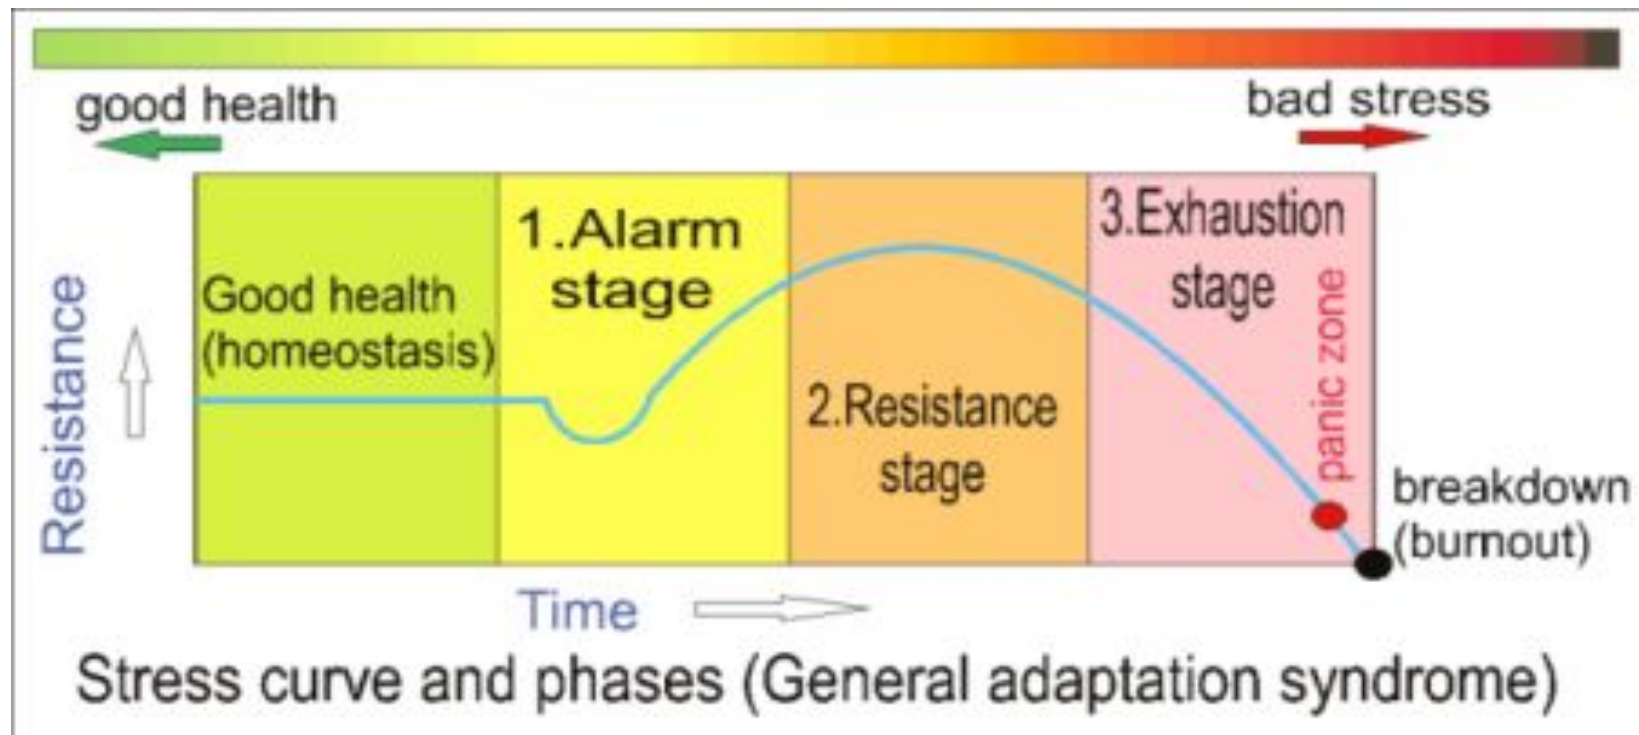 good health
bad stress
Good health
(homeostasis)
1.Alarm
stage
2.Resistance
stage
3.Exhaustion
stage
panic zone
breakdown
(burnout)
Resistance
Time
Stress curve and phases (General adaptation syndrome)